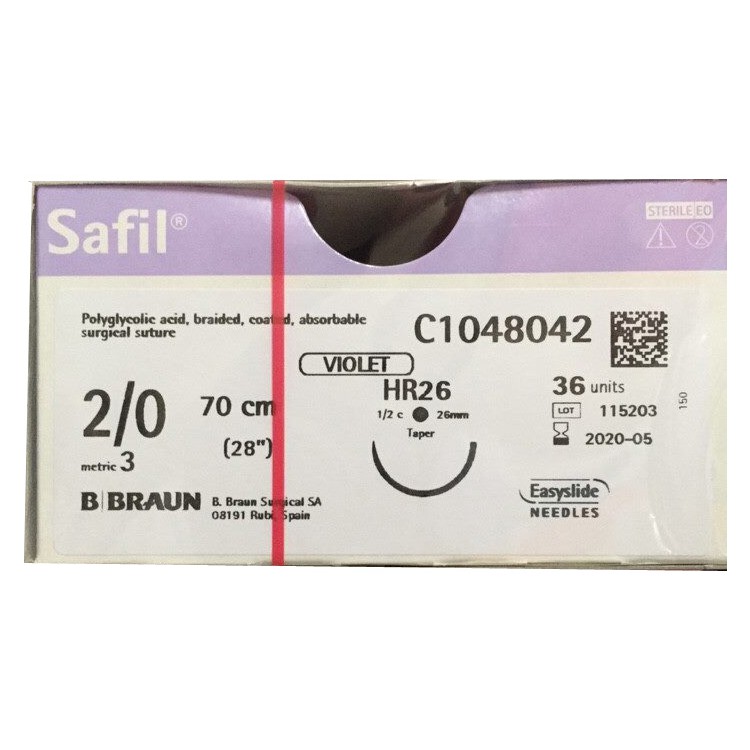 Safil®
STERILE EO
Polyglycolic acid, braided, coated, absorbable
surgical suture
C1048042
VIOLET
2/0
70 cm
(28")
metric 3
HR26
1/2 c 26mm
Taper
36 units
LOT 115203
2020-05
150
B|BRAUN
B. Braun Surgical SA
08191 Rubí, Spain
Easyslide
NEEDLES